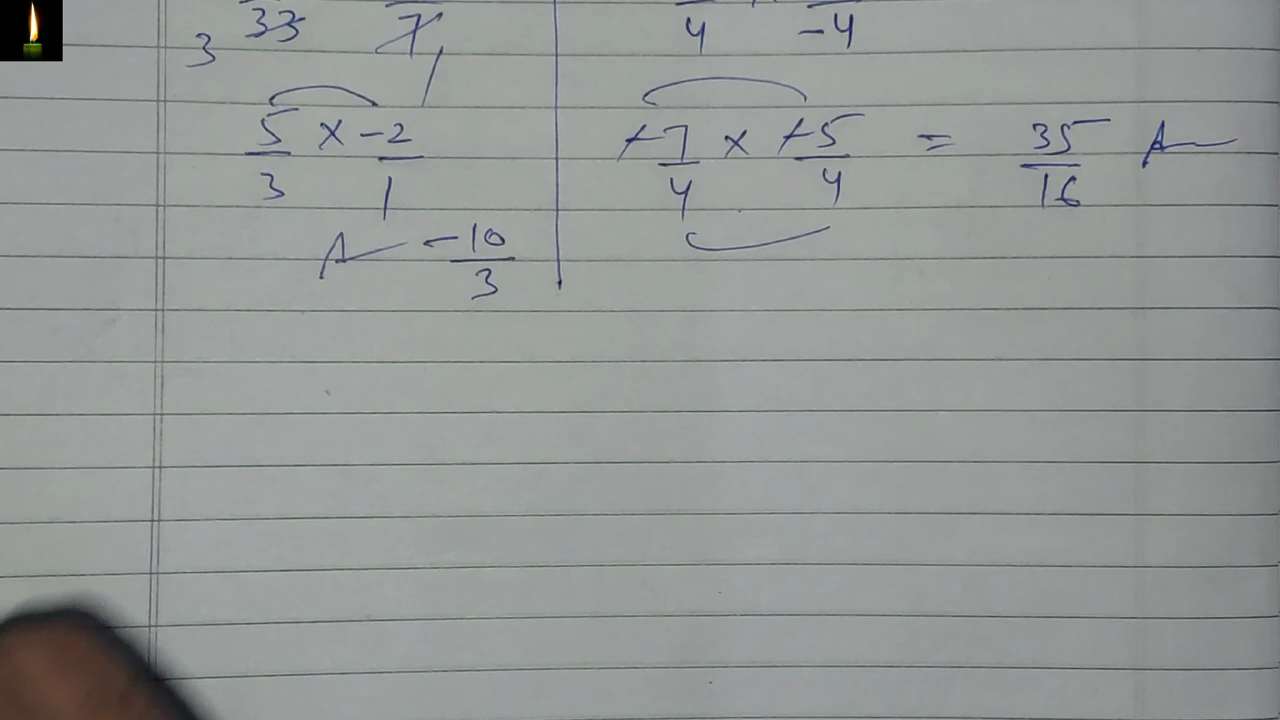 3 33 7
5/3 x -2/1
A -10/3
4 -4
-7/4 x -5/4 = 35/16 A